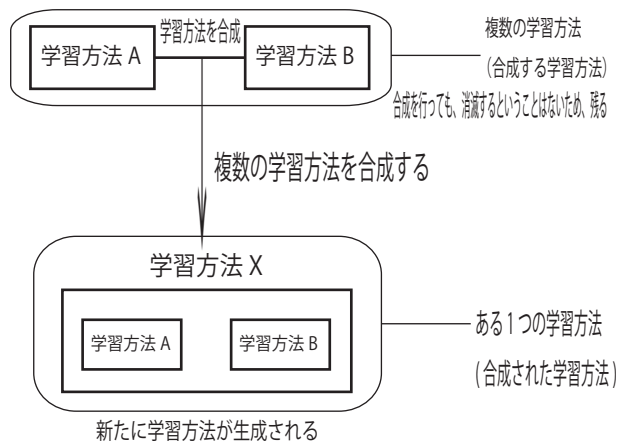 学習方法を合成
学習方法 A
学習方法 B
複数の学習方法
（合成する学習方法）
合成を行っても、消滅するということはないため、残る
複数の学習方法を合成する
学習方法 X
学習方法 A
学習方法 B
ある1つの学習方法
(合成された学習方法)
新たに学習方法が生成される